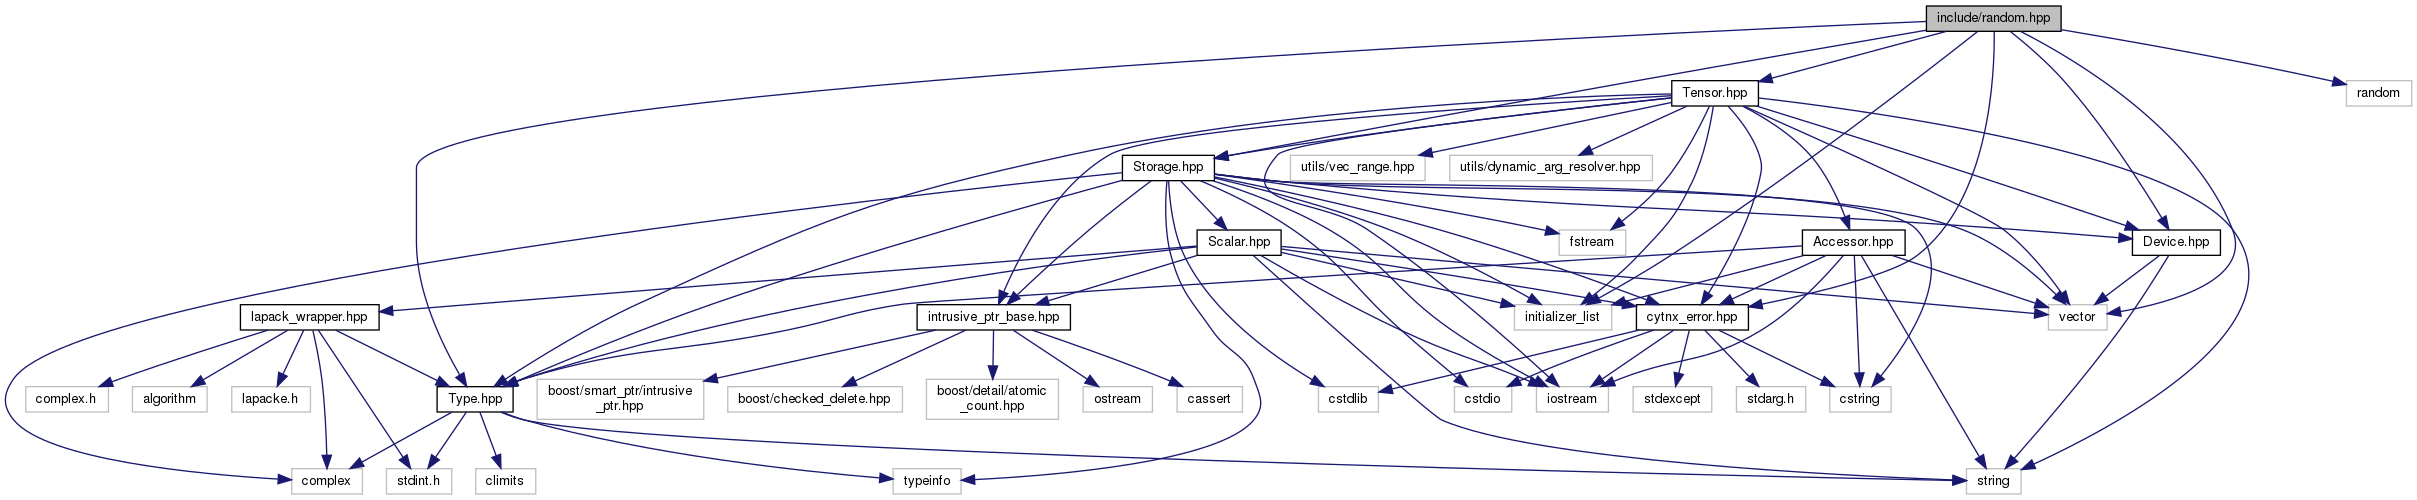 include/random.hpp
Tensor.hpp
random
Storage.hpp
utils/vec_range.hpp
utils/dynamic_arg_resolver.hpp
Scalar.hpp
fstream
Accessor.hpp
Device.hpp
lapack_wrapper.hpp
intrusive_ptr_base.hpp
initializer_list
cytnx_error.hpp
vector
complex.h
algorithm
lapacke.h
Type.hpp
boost/smart_ptr/intrusive
_ptr.hpp
boost/checked_delete.hpp
boost/detail/atomic
_count.hpp
ostream
cassert
cstdlib
cstdio
iostream
stdexcept
stdarg.h
cstring
complex
stdint.h
climits
typeinfo
string